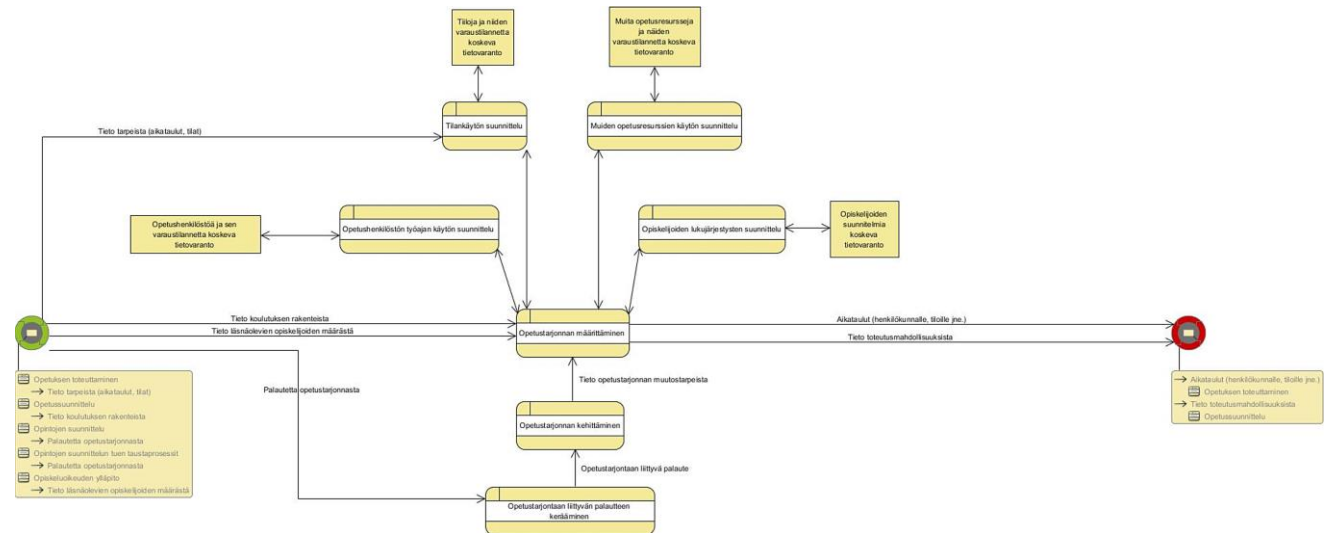 Tiiloja ja näiden
varaustilannetta
koskeva
tietovaranto
Muita opetusresursseja
ja näiden
varaustilannetta koskeva
tietovaranto
Tilankäytön suunnittelu
Muiden opetusresurssien käytön suunnittelu
Tieto tarpeista (aikataulut, tilat)
Opetushenkilöstöä ja sen
varaustilannetta koskeva
tietovaranto
Opetushenkilöstön työajan käytön suunnittelu
Opiskelijoiden lukujärjestysten suunnittelu
Opiskelijoiden
suunnitelmia
koskeva
tietovaranto
Tieto koulutuksen rakenteista
Tieto läsnäolevien opiskelijoiden määrästä
Opetustarjonnan määrittäminen
Aikataulut (henkilökunnalle, tiloille jne.)
Tieto toteutusmahdollisuuksista
Palautetta opetustarjonnasta
Tieto opetustarjonnan muutostarpeista
Opetustarjonnan kehittäminen
Opetustarjontaan liittyvä palaute
Opetustarjontaan liittyvän palautteen
kerääminen
Opetuksen toteuttaminen
Tieto tarpeista (aikataulut, tilat)
Opetussuunnittelu
Tieto koulutuksen rakenteista
Opintojen suunnittelu
Palautetta opetustarjonnasta
Opintojen suunnittelun tuen taustaprosessit
Palautetta opetustarjonnasta
Opiskeluoikeuden ylläpito
Tieto läsnäolevien opiskelijoiden määrästä
Aikataulut (henkilökunnalle, tiloille jne.)
Opetuksen toteuttaminen
Tieto toteutusmahdollisuuksista
Opetussuunnittelu